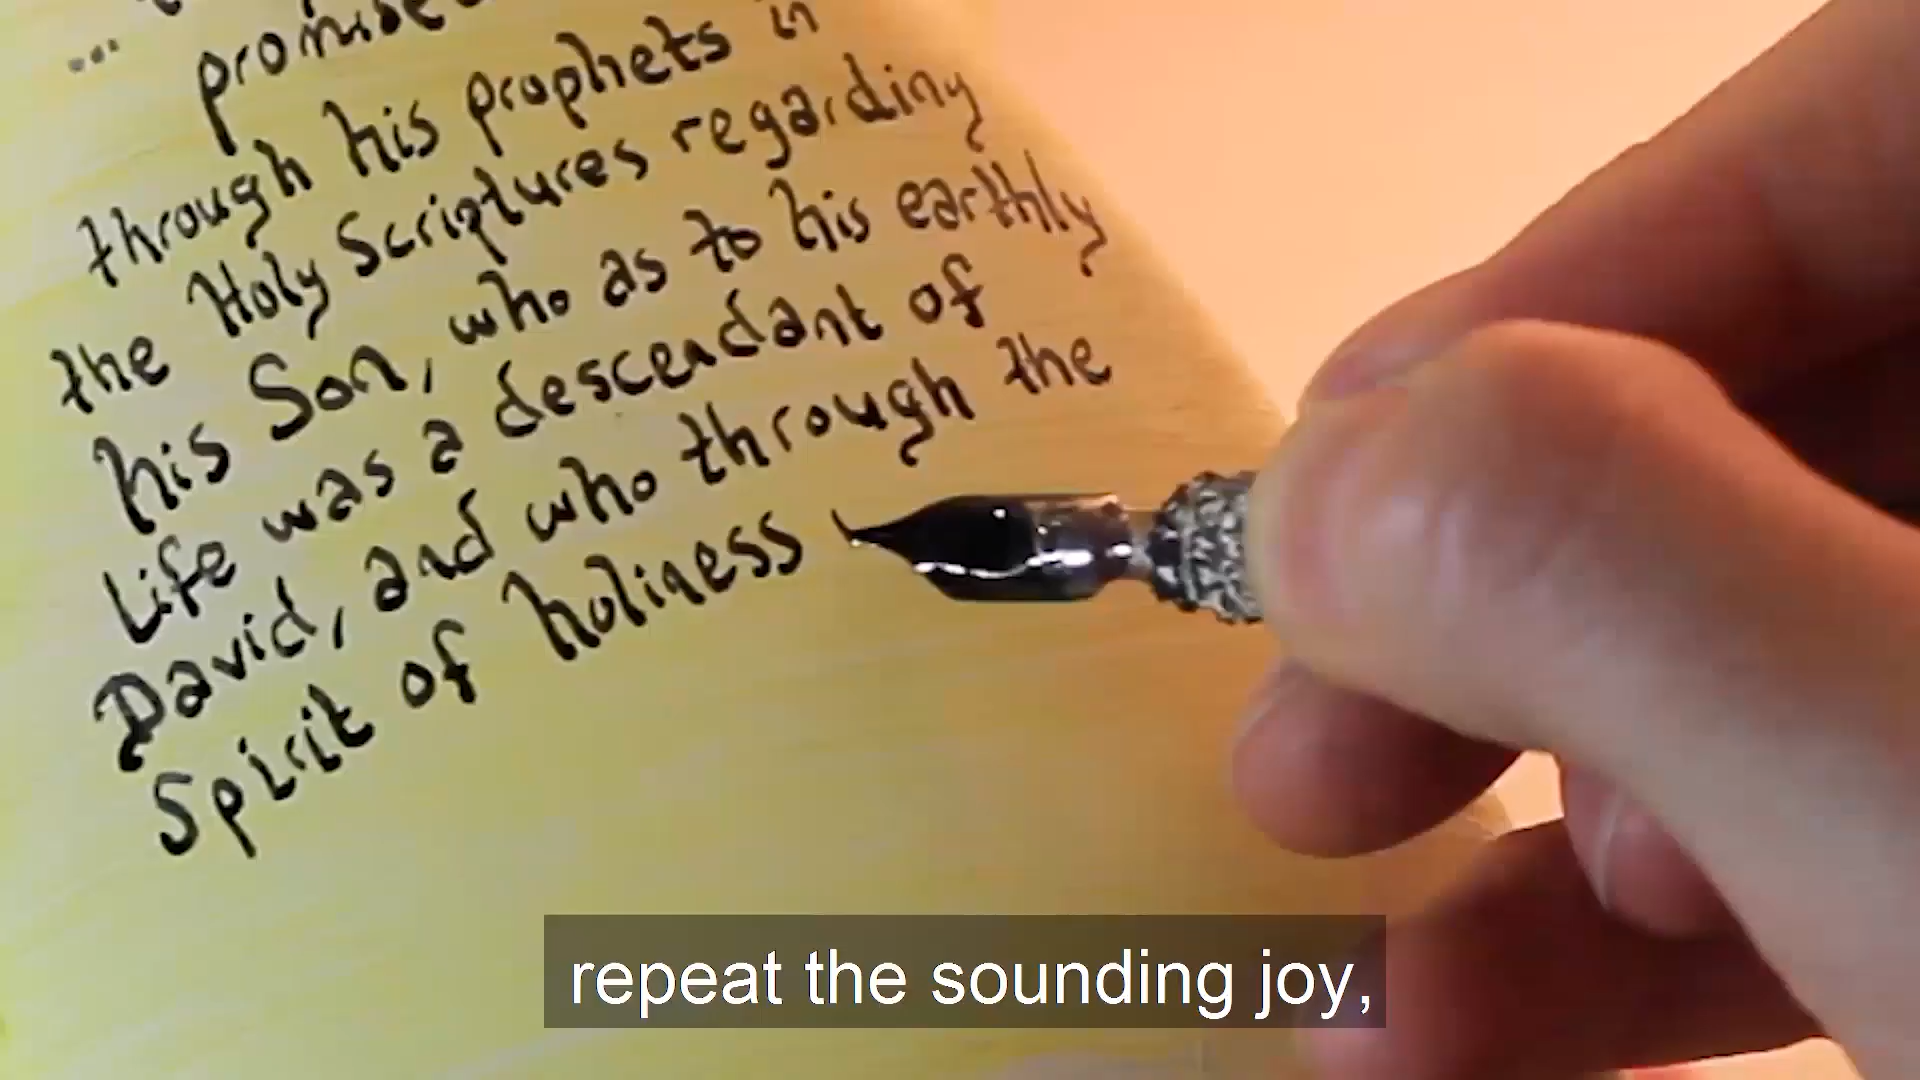 ... promised
through his prophets in
the Holy Scriptures regarding
his Son, who as to his earthly
Life was a descendant of
David, and who through the
Spirit of holiness
repeat the sounding joy,